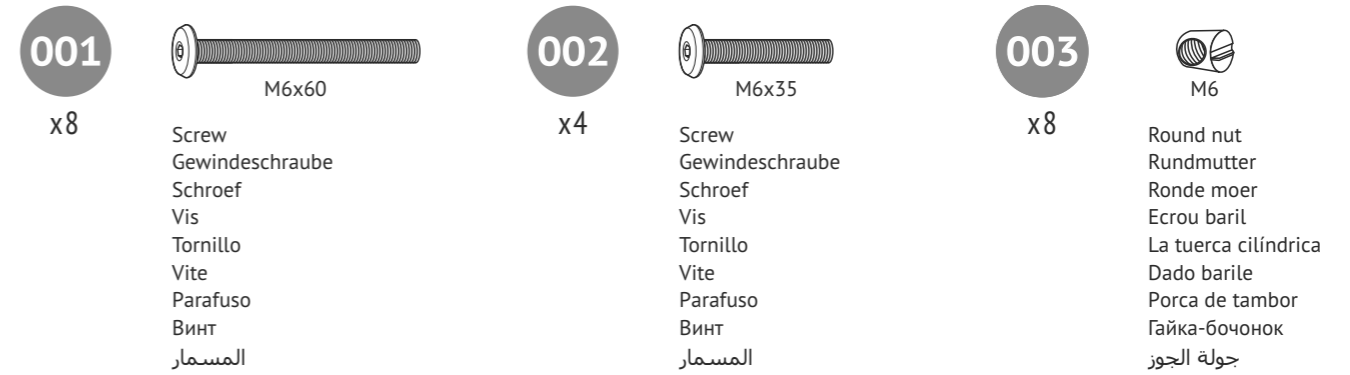 001
x8
M6x60
Screw
Gewindeschraube
Schroef
Vis
Tornillo
Vite
Parafuso
Винт
المسمار
002
x4
M6x35
Screw
Gewindeschraube
Schroef
Vis
Tornillo
Vite
Parafuso
Винт
المسمار
003
x8
M6
Round nut
Rundmutter
Ronde moer
Ecrou baril
La tuerca cilíndrica
Dado barile
Porca de tambor
Гайка-бочонок
جولة الجوز